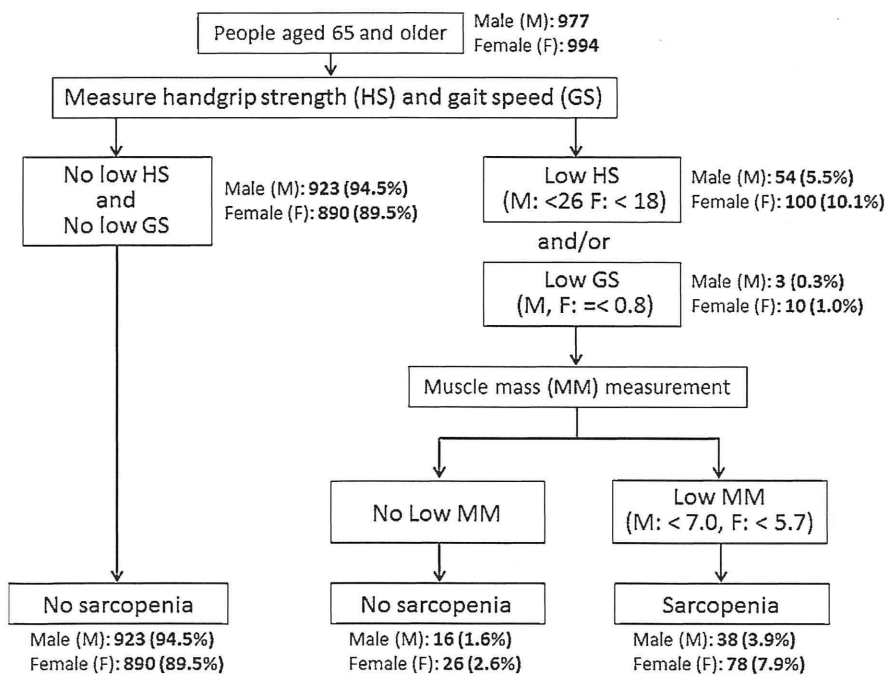 People aged 65 and older
Male (M): 977
Female (F): 994
Measure handgrip strength (HS) and gait speed (GS)
No low HS
and
No low GS
Male (M): 923 (94.5%)
Female (F): 890 (89.5%)
Low HS
(M: <26 F: < 18)
Male (M): 54 (5.5%)
Female (F): 100 (10.1%)
and/or
Low GS
(M, F: =< 0.8)
Male (M): 3 (0.3%)
Female (F): 10 (1.0%)
Muscle mass (MM) measurement
No Low MM
Low MM
(M: < 7.0, F: < 5.7)
No sarcopenia
Male (M): 923 (94.5%)
Female (F): 890 (89.5%)
No sarcopenia
Male (M): 16 (1.6%)
Female (F): 26 (2.6%)
Sarcopenia
Male (M): 38 (3.9%)
Female (F): 78 (7.9%)